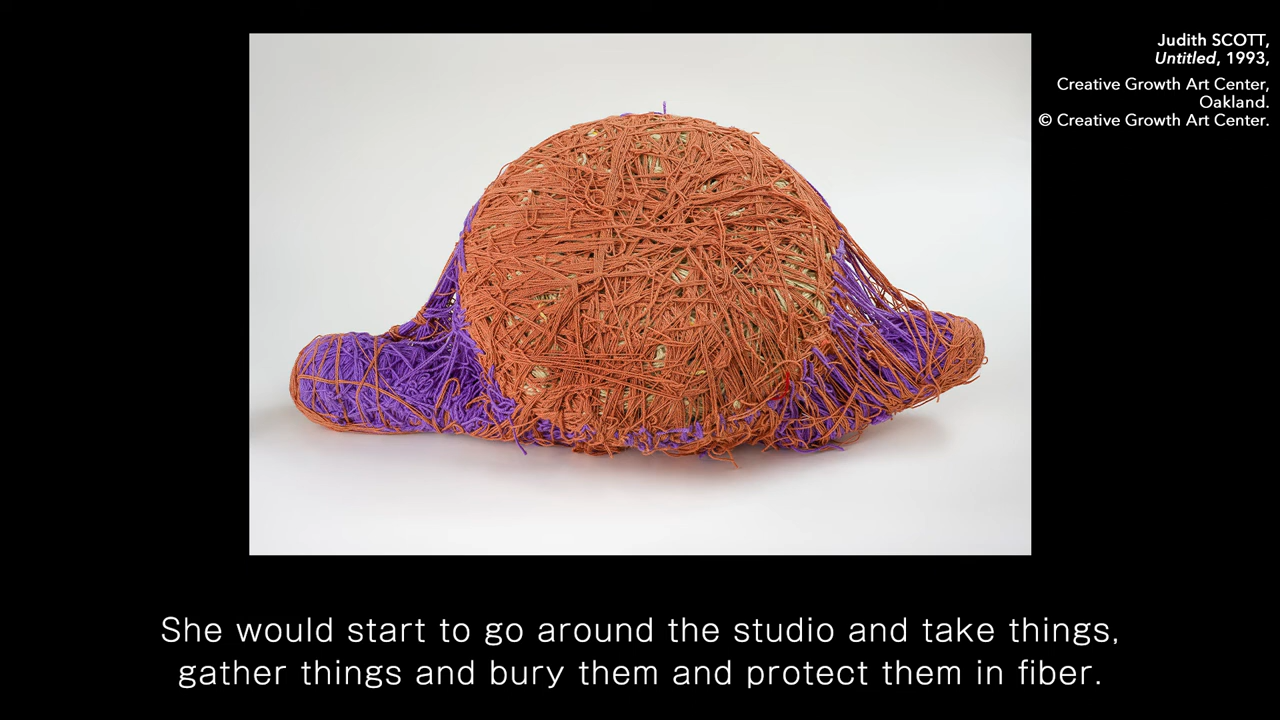 Judith SCOTT,
Untitled, 1993,
Creative Growth Art Center,
Oakland.
© Creative Growth Art Center.
She would start to go around the studio and take things,
gather things and bury them and protect them in fiber.